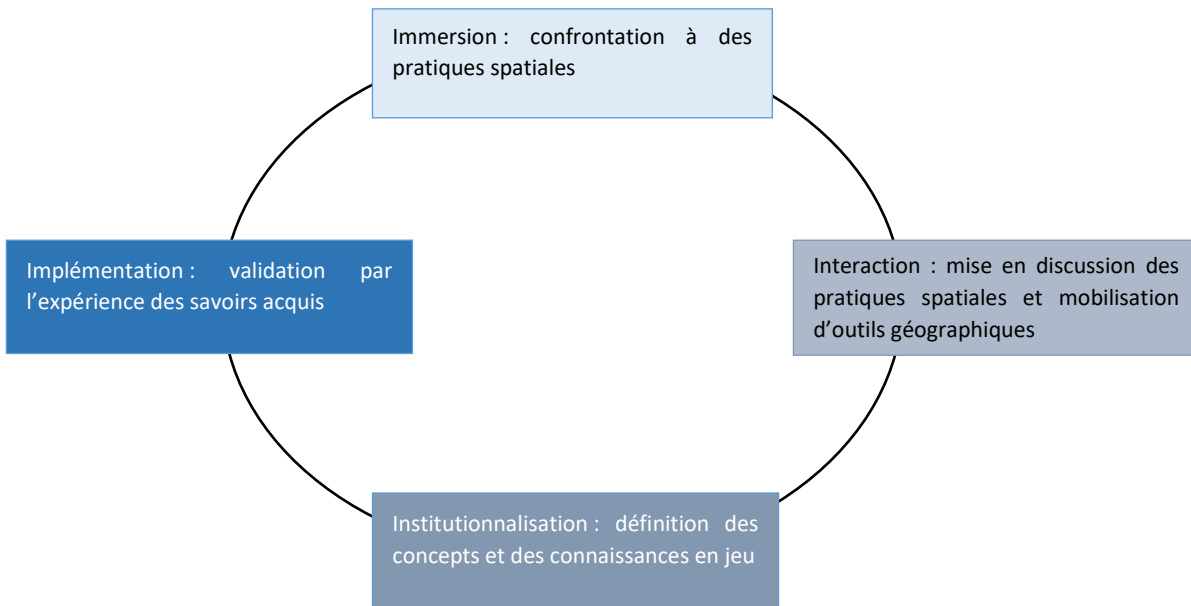 Immersion : confrontation à des
pratiques spatiales
Implémentation : validation par
l’expérience des savoirs acquis
Interaction : mise en discussion des
pratiques spatiales et mobilisation
d’outils géographiques
Institutionnalisation : définition des
concepts et des connaissances en jeu